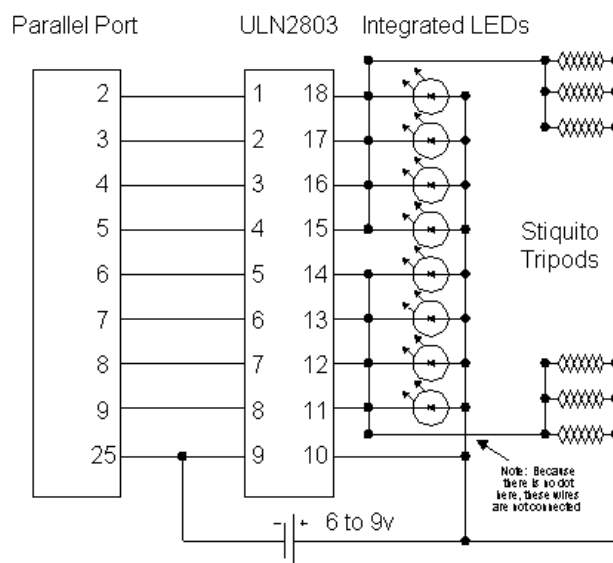 Parallel Port ULN2803 Integrated LEDs
2 1 18
3 2 17
4 3 16
5 4 15
Stiquito
Tripods
6 5 14
7 6 13
8 7 12
9 8 11
25 9 10
Note: Because
there is no dot
here, these wires
are not connected
- + 6 to 9v